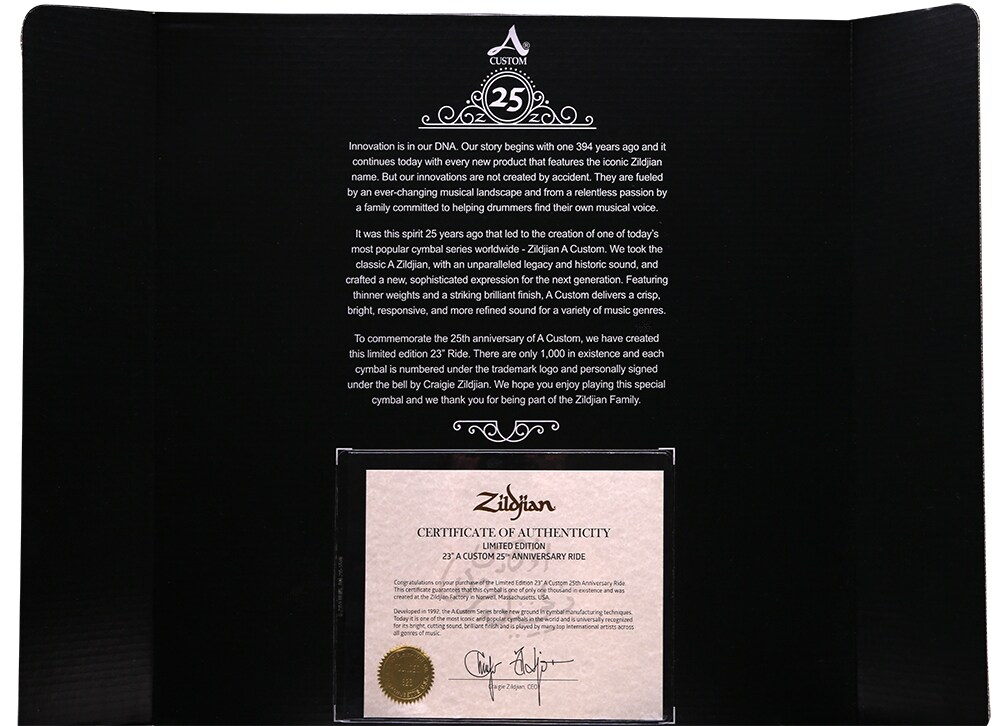 A®
CUSTOM
25
Z Z
Innovation is in our DNA. Our story begins with one 394 years ago and it
continues today with every new product that features the iconic Zildjian
name. But our innovations are not created by accident. They are fueled
by an ever-changing musical landscape and from a relentless passion by
a family committed to helping drummers find their own musical voice.
It was this spirit 25 years ago that led to the creation of one of today's
most popular cymbal series worldwide - Zildjian A Custom. We took the
classic A Zildjian, with an unparalleled legacy and historic sound, and
crafted a new, sophisticated expression for the next generation. Featuring
thinner weights and a striking brilliant finish, A Custom delivers a crisp,
bright, responsive, and more refined sound for a variety of music genres.
To commemorate the 25th anniversary of A Custom, we have created
this limited edition 23" Ride. There are only 1,000 in existence and each
cymbal is numbered under the trademark logo and personally signed
under the bell by Craigie Zildjian. We hope you enjoy playing this special
cymbal and we thank you for being part of the Zildjian Family.
Zildjian
CERTIFICATE OF AUTHENTICITY
LIMITED EDITION
23" A CUSTOM 25TH ANNIVERSARY RIDE
Congratulations on your purchase of the Limited Edition 23" A Custom 25th Anniversary Ride.
This certificate guarantees that this cymbal is one of only one thousand in existence and was
created at the Zildjian Factory in Norwell, Massachusetts, USA.
Developed in 1992, the A Custom Series broke new ground in cymbal manufacturing techniques.
Today it is one of the most iconic and popular cymbals in the world and is universally recognized
for its bright, cutting sound, brilliant finish and is played by many top international artists across
all genres of music.
Craigie Zildjian, CEO